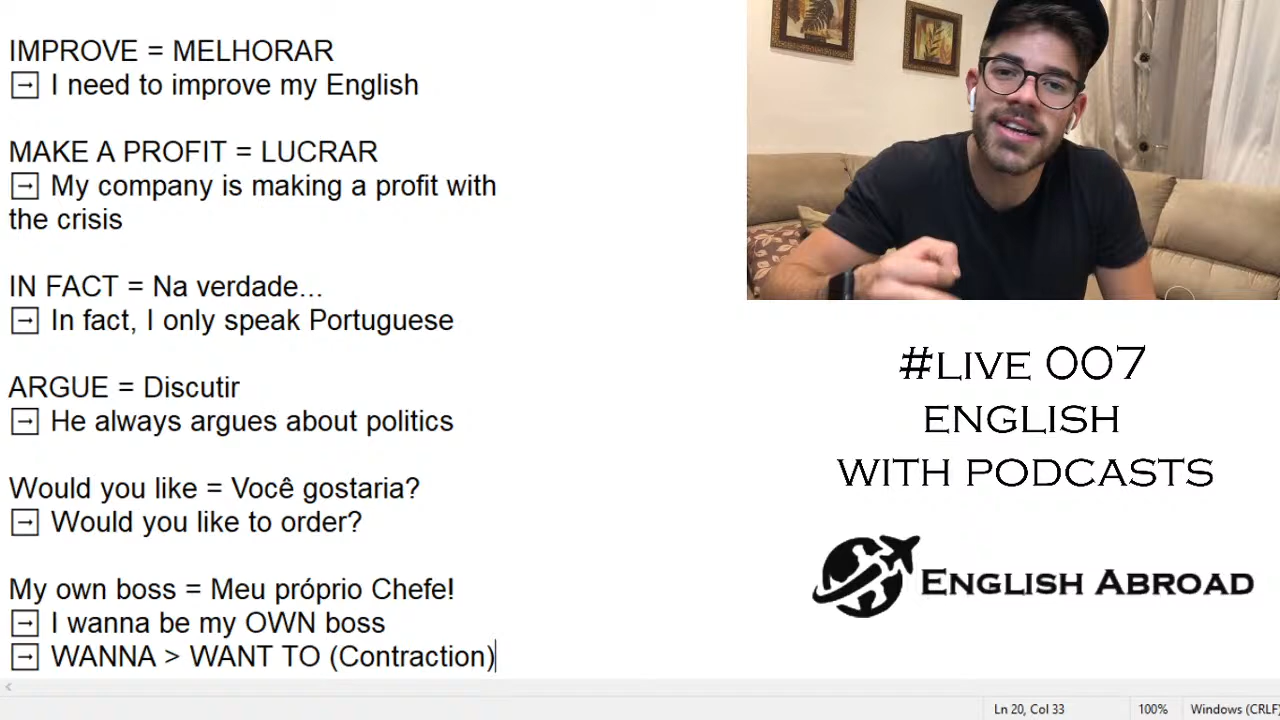 IMPROVE = MELHORAR
→ I need to improve my English
MAKE A PROFIT = LUCRAR
→ My company is making a profit with
the crisis
IN FACT = Na verdade...
→ In fact, I only speak Portuguese
ARGUE = Discutir
→ He always argues about politics
Would you like = Você gostaria?
→ Would you like to order?
My own boss = Meu próprio Chefe!
→ I wanna be my OWN boss
→ WANNA > WANT TO (Contraction)
#LIVE 007
ENGLISH
WITH PODCASTS
ENGLISH ABROAD
Ln 20, Col 33
100%
Windows (CRLF)